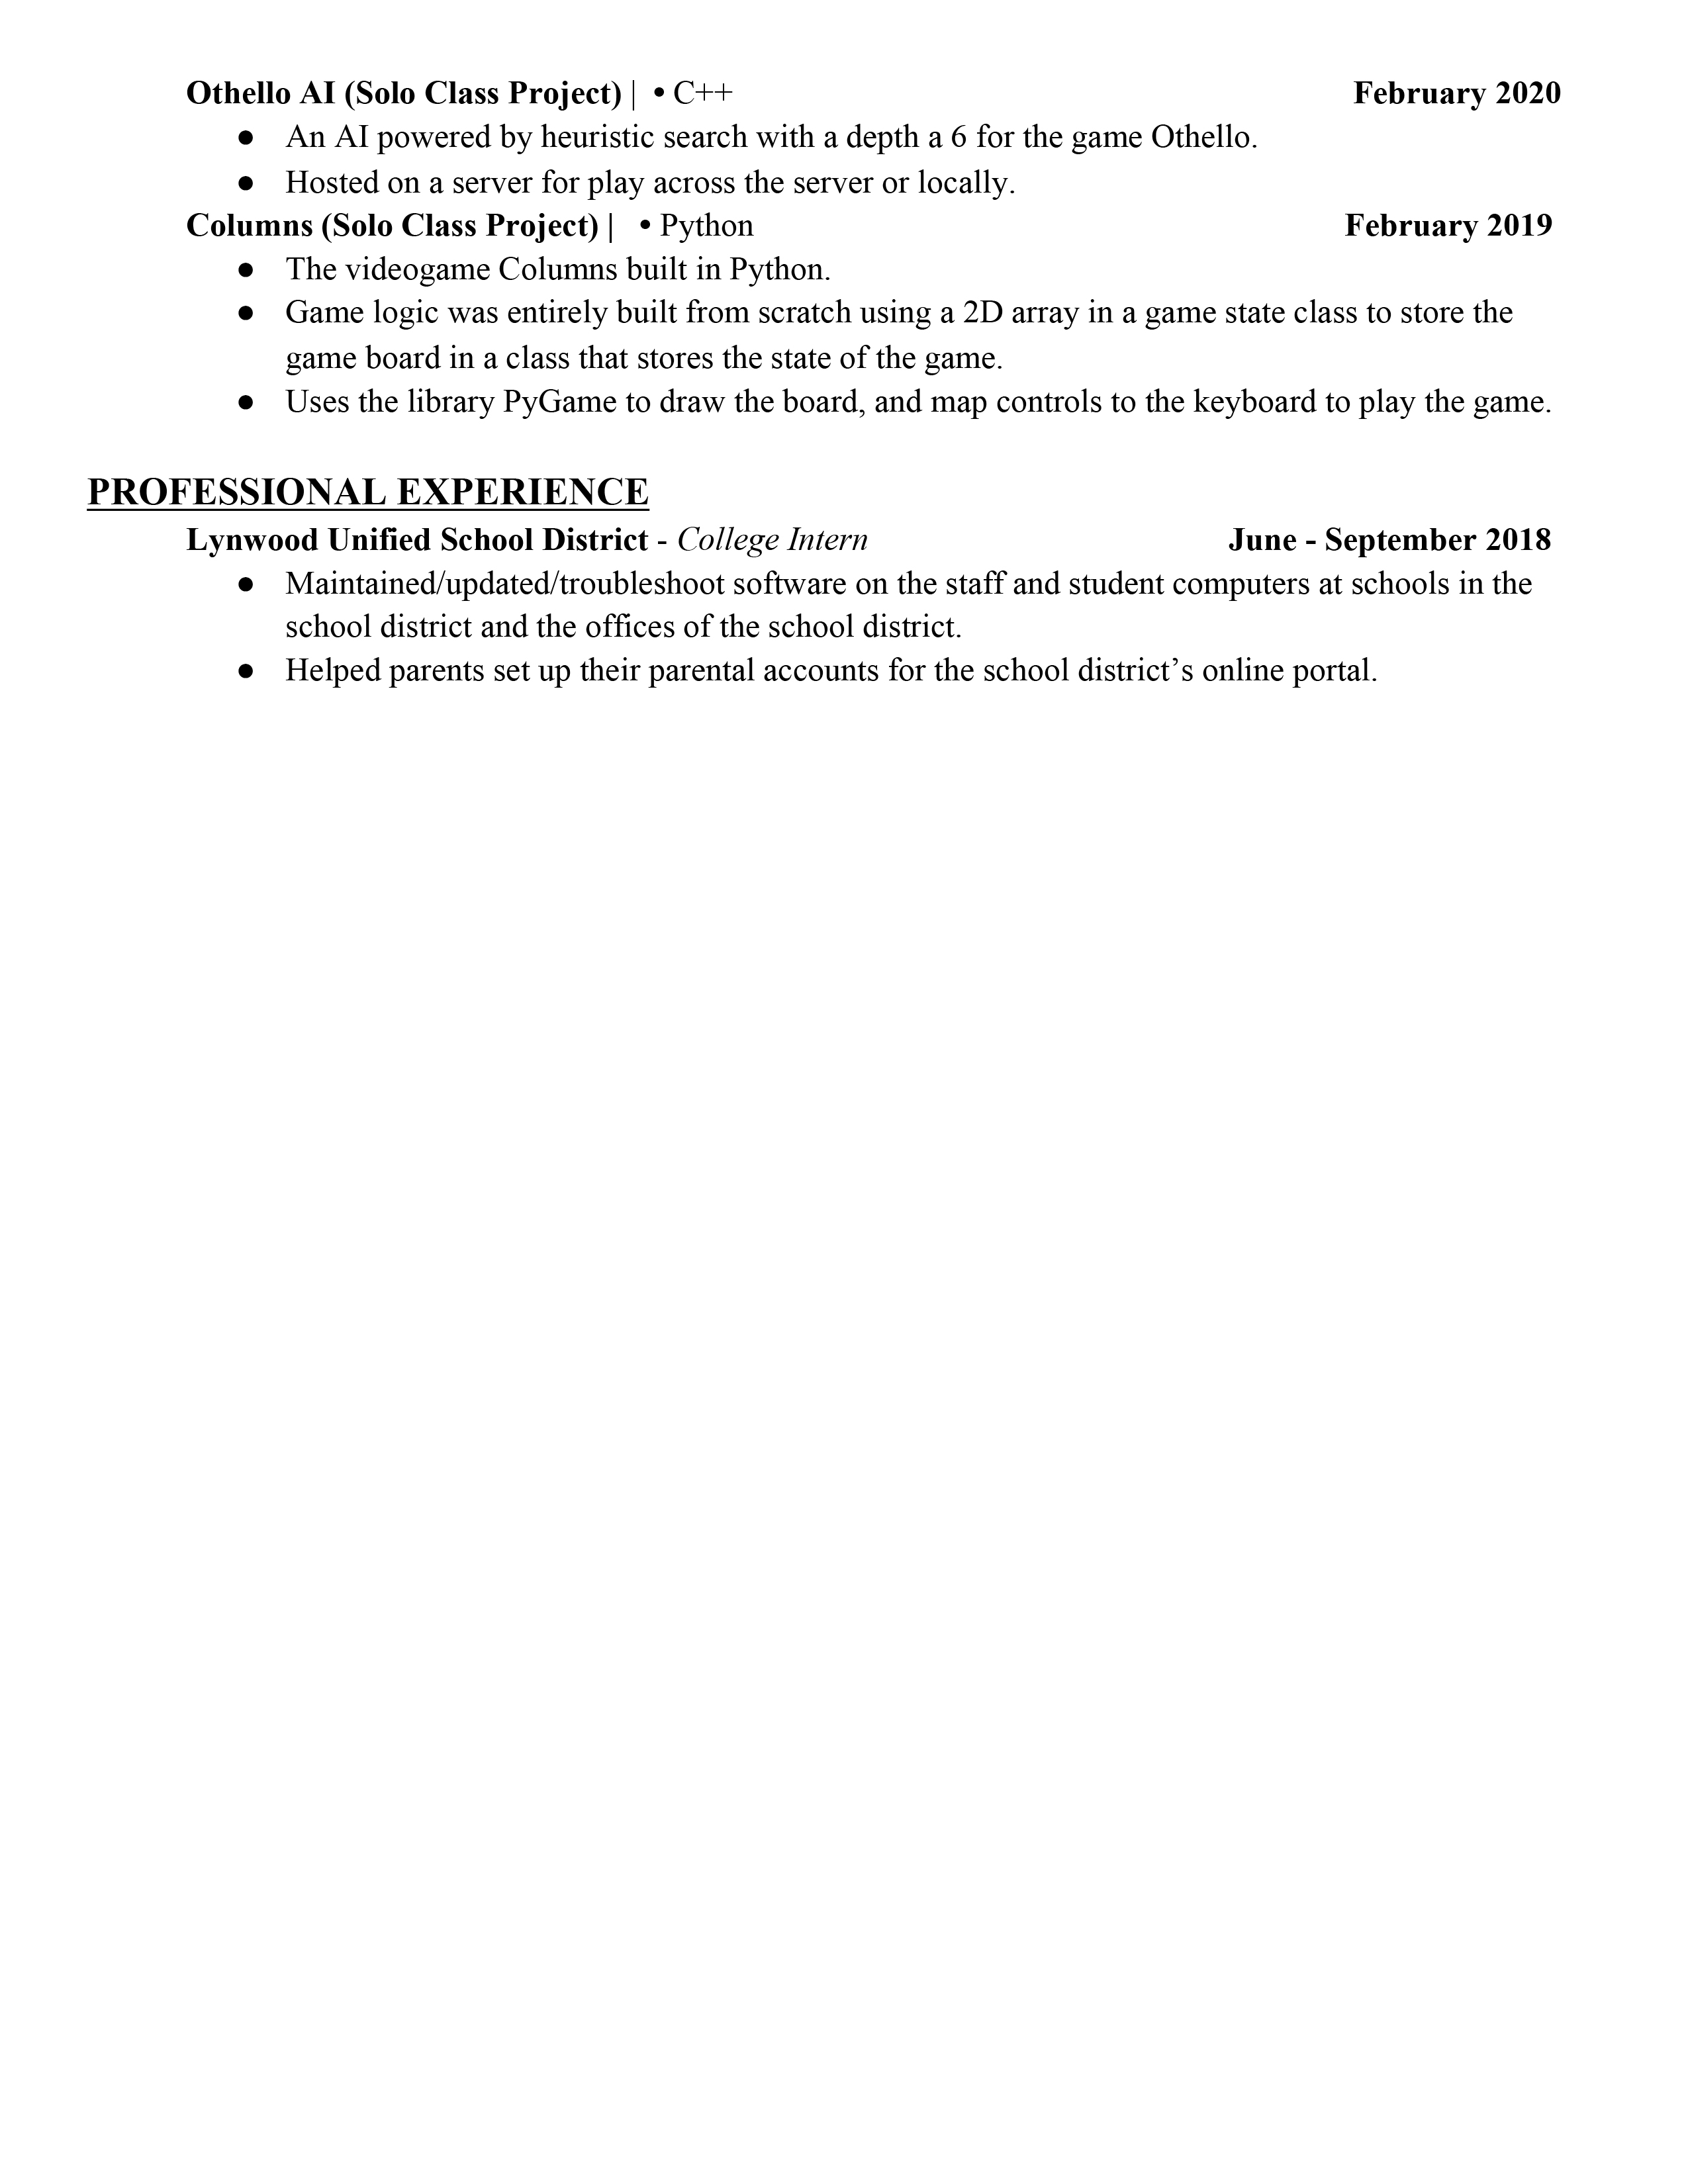 Othello AI (Solo Class Project) | • C++ February 2020
● An AI powered by heuristic search with a depth a 6 for the game Othello.
● Hosted on a server for play across the server or locally.
Columns (Solo Class Project) | • Python February 2019
● The videogame Columns built in Python.
● Game logic was entirely built from scratch using a 2D array in a game state class to store the
game board in a class that stores the state of the game.
● Uses the library PyGame to draw the board, and map controls to the keyboard to play the game.
PROFESSIONAL EXPERIENCE
Lynwood Unified School District - College Intern June - September 2018
● Maintained/updated/troubleshoot software on the staff and student computers at schools in the
school district and the offices of the school district.
● Helped parents set up their parental accounts for the school district’s online portal.